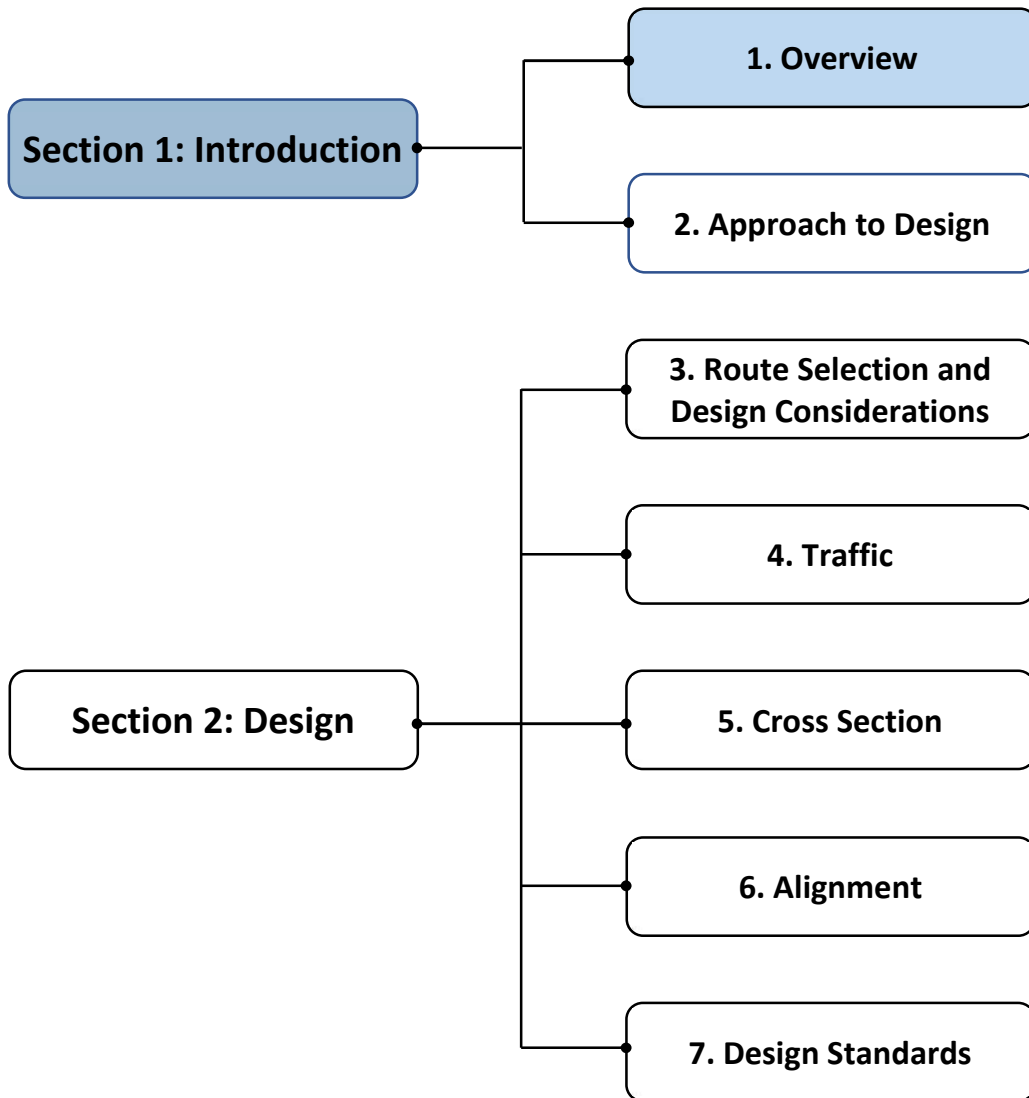 1. Overview
Section 1: Introduction
2. Approach to Design
3. Route Selection and
Design Considerations
4. Traffic
Section 2: Design
5. Cross Section
6. Alignment
7. Design Standards